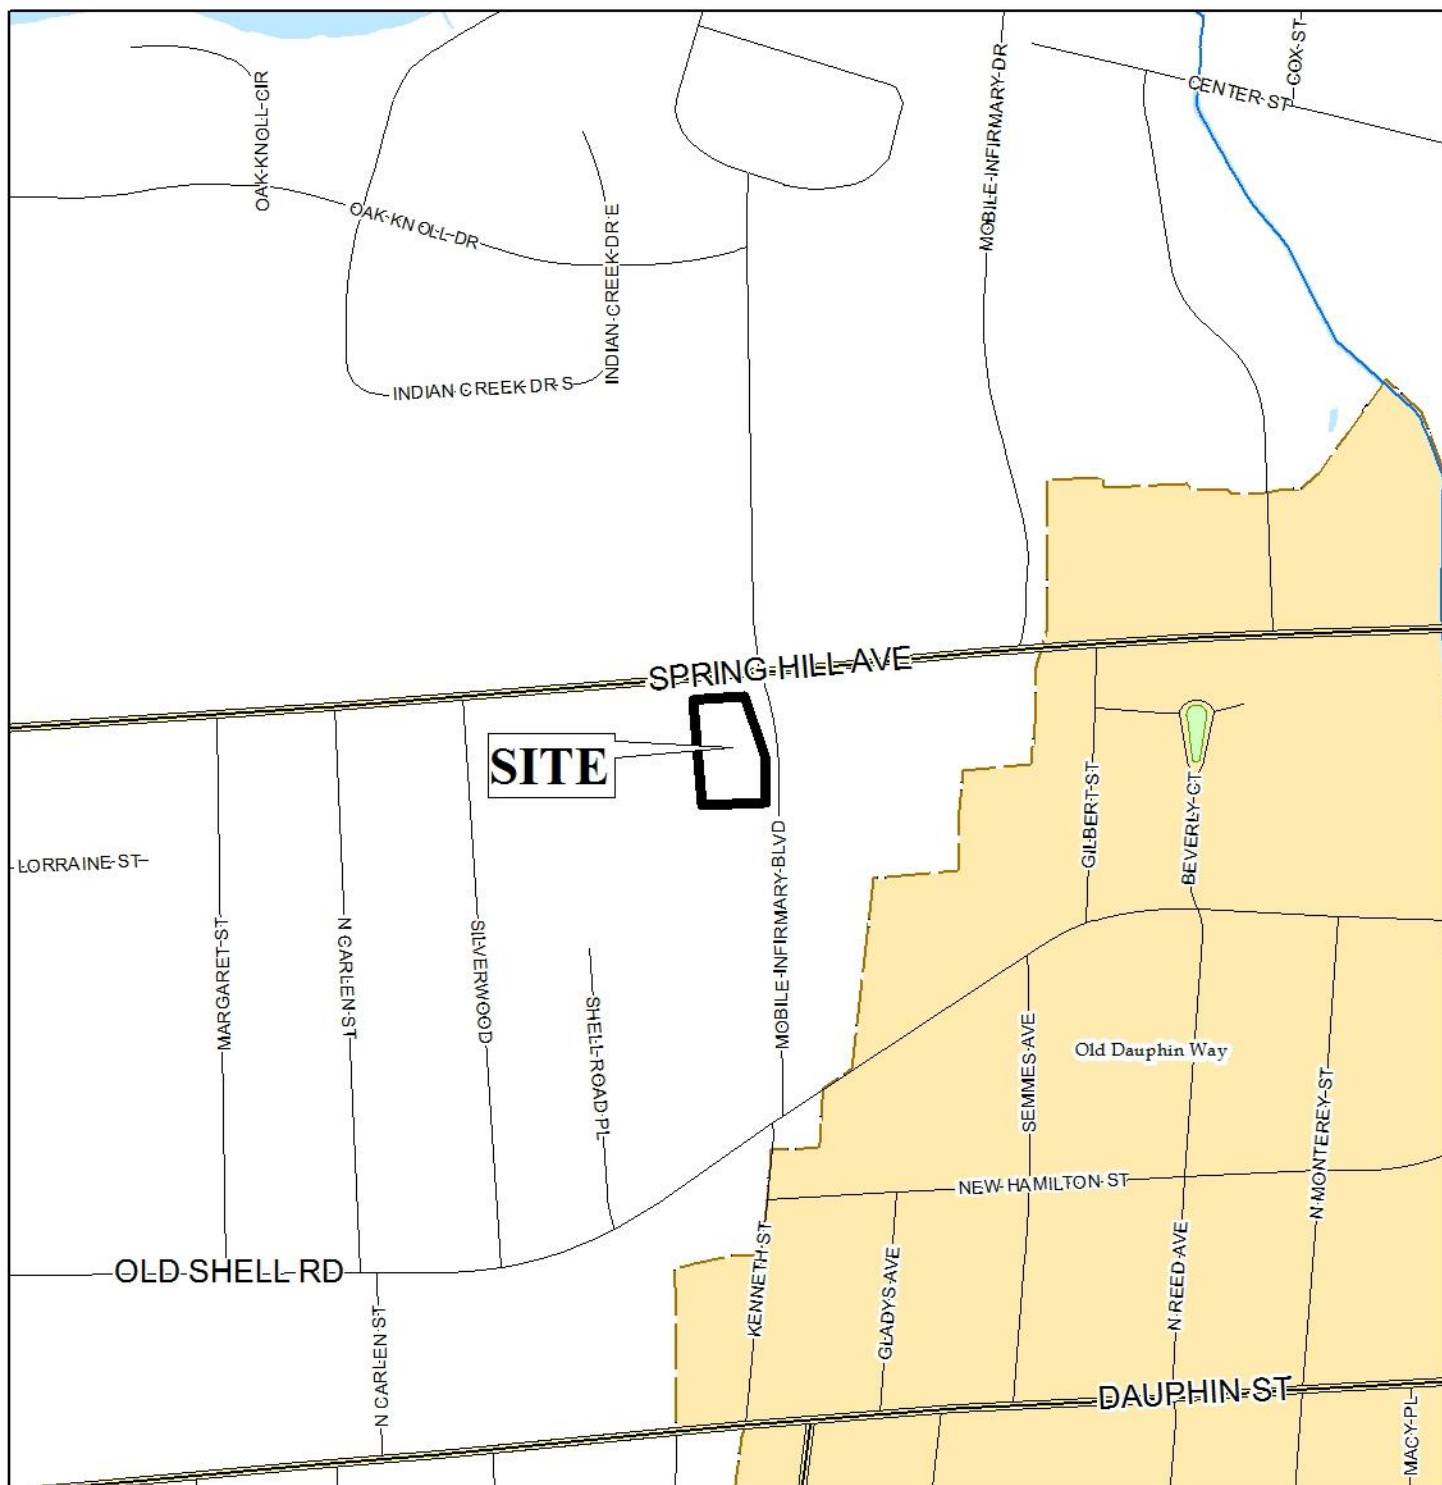 COX ST
CENTER ST
OAK KNOLL CIR
MOBILE INFIRMARY DR
OAK KNOLL DR
INDIAN CREEK DR E
INDIAN CREEK DR S
SPRING HILL AVE
SITE
GILBERT ST
BEVERLY CT
LORRAINE ST
MARGARET ST
N CARLEN ST
SILVERWOOD
SHELL ROAD PL
MOBILE INFIRMARY BLVD
SEMMES AVE
Old Dauphin Way
N MONTEREY ST
NEW HAMILTON ST
OLD SHELL RD
KENNETH ST
GLADYS AVE
N REED AVE
N CARLEN ST
DAUPHIN ST
MACY PL